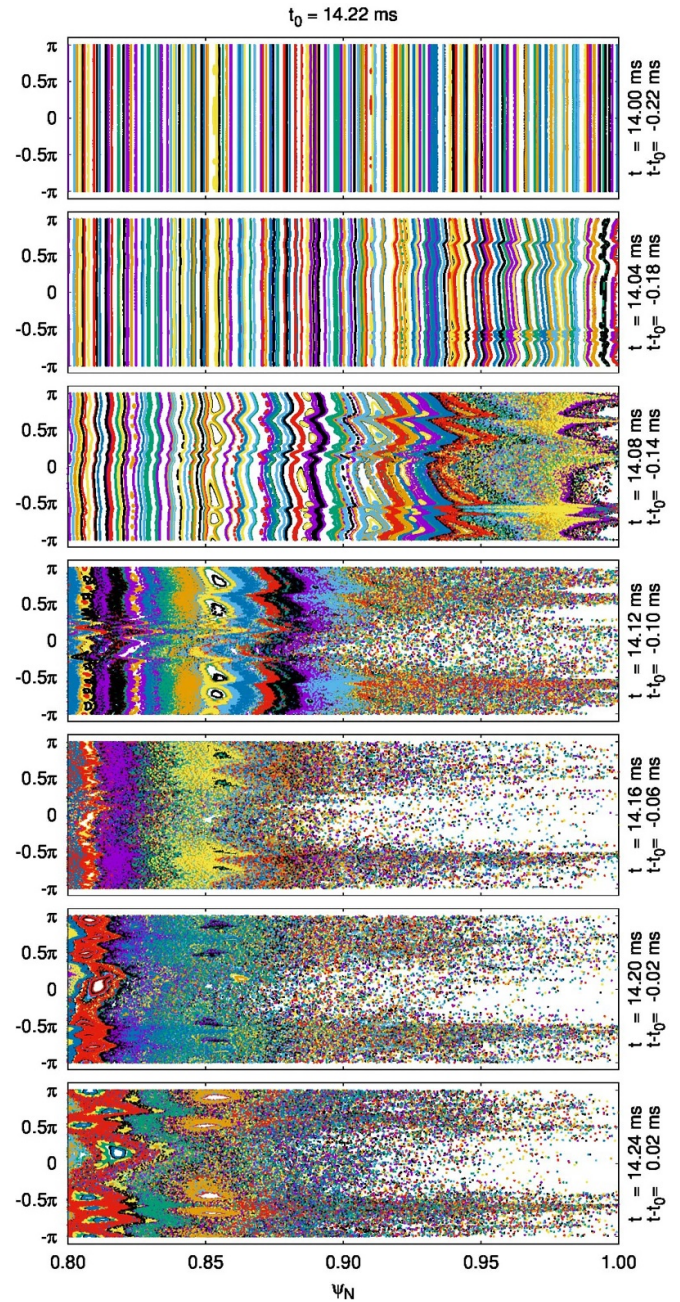 t0 = 14.22 ms
π
0.5π
0
-0.5π
-π
t = 14.00 ms
t-t0= -0.22 ms
π
0.5π
0
-0.5π
-π
t = 14.04 ms
t-t0= -0.18 ms
π
0.5π
0
-0.5π
-π
t = 14.08 ms
t-t0= -0.14 ms
π
0.5π
0
-0.5π
-π
t = 14.12 ms
t-t0= -0.10 ms
π
0.5π
0
-0.5π
-π
t = 14.16 ms
t-t0= -0.06 ms
π
0.5π
0
-0.5π
-π
t = 14.20 ms
t-t0= -0.02 ms
π
0.5π
0
-0.5π
-π
t = 14.24 ms
t-t0= 0.02 ms
0.80 0.85 0.90 0.95 1.00
ψN